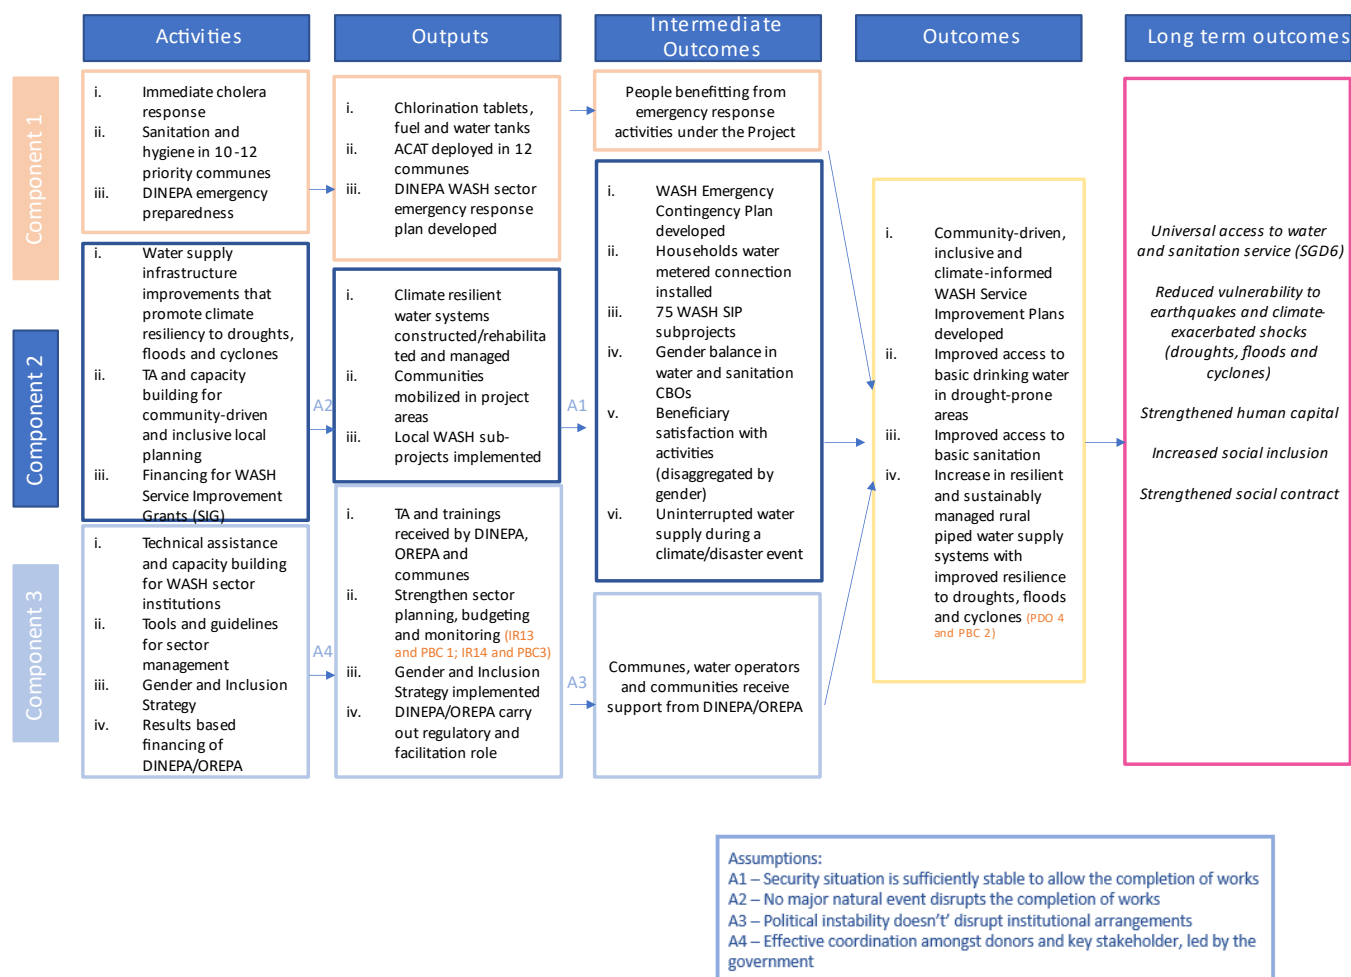 Activities
Outputs
Intermediate
Outcomes
Outcomes
Long term outcomes
Component 1
i. Immediate cholera
response
ii. Sanitation and
hygiene in 10-12
priority communes
iii. DINEPA emergency
preparedness
i. Chlorination tablets,
fuel and water tanks
ii. ACAT deployed in 12
communes
iii. DINEPA WASH sector
emergency response
plan developed
People benefitting from
emergency response
activities under the Project
Component 2
i. Water supply
infrastructure
improvements that
promote climate
resiliency to droughts,
floods and cyclones
ii. TA and capacity
building for
community-driven
and inclusive local
planning
iii. Financing for WASH
Service Improvement
Grants (SIG)
A2
i. Climate resilient
water systems
constructed/rehabilita
ted and managed
ii. Communities
mobilized in project
areas
iii. Local WASH sub-
projects implemented
A1
i. WASH Emergency
Contingency Plan
developed
ii. Households water
metered connection
installed
iii. 75 WASH SIP
subprojects
iv. Gender balance in
water and sanitation
CBOs
v. Beneficiary
satisfaction with
activities
(disaggregated by
gender)
vi. Uninterrupted water
supply during a
climate/disaster event
Component 3
i. Technical assistance
and capacity building
for WASH sector
institutions
ii. Tools and guidelines
for sector
management
iii. Gender and Inclusion
Strategy
iv. Results based
financing of
DINEPA/OREPA
A4
i. TA and trainings
received by DINEPA,
OREPA and
communes
ii. Strengthen sector
planning, budgeting
and monitoring (IR13
and PBC 1; IR14 and PBC3)
iii. Gender and Inclusion
Strategy implemented
iv. DINEPA/OREPA carry
out regulatory and
facilitation role
A3
Communes, water operators
and communities receive
support from DINEPA/OREPA
i. Community-driven,
inclusive and
climate-informed
WASH Service
Improvement Plans
developed
ii. Improved access to
basic drinking water
in drought-prone
areas
iii. Improved access to
basic sanitation
iv. Increase in resilient
and sustainably
managed rural
piped water supply
systems with
improved resilience
to droughts, floods
and cyclones (PDO 4
and PBC 2)
Universal access to water
and sanitation service (SGD6)
Reduced vulnerability to
earthquakes and climate-
exacerbated shocks
(droughts, floods and
cyclones)
Strengthened human capital
Increased social inclusion
Strengthened social contract
Assumptions:
A1 – Security situation is sufficiently stable to allow the completion of works
A2 – No major natural event disrupts the completion of works
A3 – Political instability doesn't' disrupt institutional arrangements
A4 – Effective coordination amongst donors and key stakeholder, led by the
government